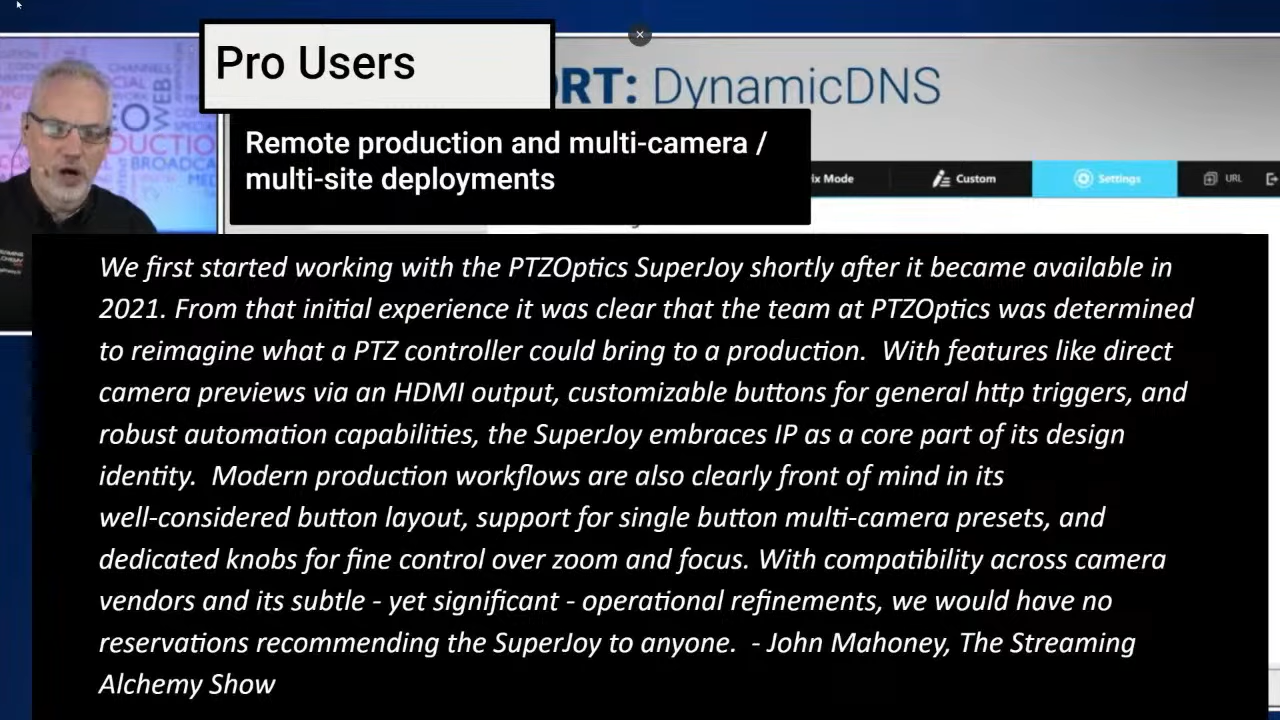 Pro Users
ORT: DynamicDNS
Remote production and multi-camera /
multi-site deployments
ix Mode
Custom
Settings
URL
CHANNELS
SOCIAL
WEB
BROADCA
We first started working with the PTZOptics SuperJoy shortly after it became available in
2021. From that initial experience it was clear that the team at PTZOptics was determined
to reimagine what a PTZ controller could bring to a production.  With features like direct
camera previews via an HDMI output, customizable buttons for general http triggers, and
robust automation capabilities, the SuperJoy embraces IP as a core part of its design
identity.  Modern production workflows are also clearly front of mind in its
well-considered button layout, support for single button multi-camera presets, and
dedicated knobs for fine control over zoom and focus. With compatibility across camera
vendors and its subtle - yet significant - operational refinements, we would have no
reservations recommending the SuperJoy to anyone.  - John Mahoney, The Streaming
Alchemy Show